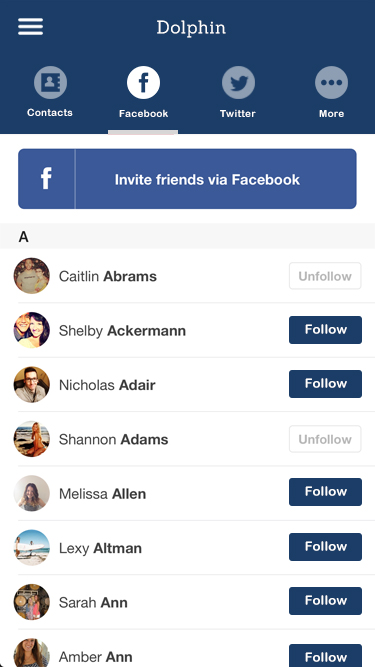 Dolphin
Contacts Facebook Twitter More
f Invite friends via Facebook
A
Caitlin Abrams Unfollow
Shelby Ackermann Follow
Nicholas Adair Follow
Shannon Adams Unfollow
Melissa Allen Follow
Lexy Altman Follow
Sarah Ann Follow
Amber Ann Follow